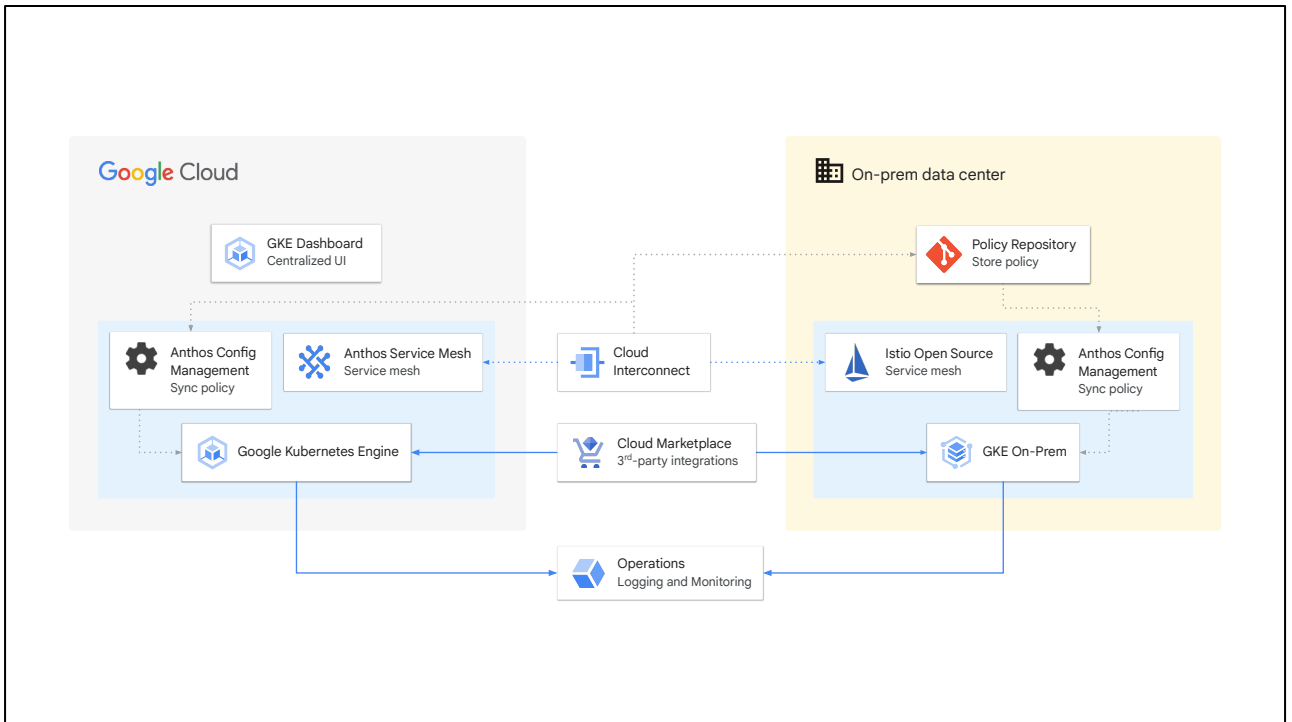 Google Cloud
On-prem data center
GKE Dashboard
Centralized UI
Policy Repository
Store policy
Anthos Config
Management
Sync policy
Anthos Service Mesh
Service mesh
Cloud
Interconnect
Istio Open Source
Service mesh
Anthos Config
Management
Sync policy
Google Kubernetes Engine
Cloud Marketplace
3rd-party integrations
GKE On-Prem
Operations
Logging and Monitoring